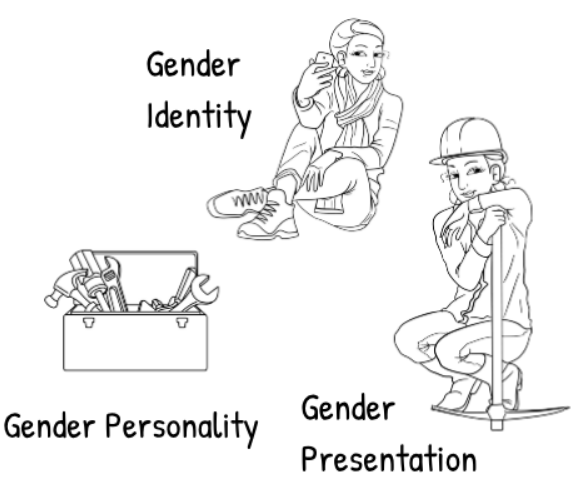 Gender
Identity
Gender Personality
Gender
Presentation